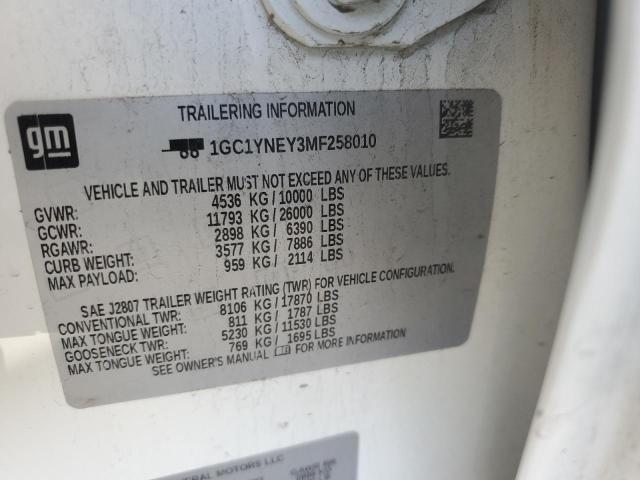 gm
TRAILERING INFORMATION
1GC1YNEY3MF258010
VEHICLE AND TRAILER MUST NOT EXCEED ANY OF THESE VALUES.
GVWR: 4536 KG/10000 LBS
GCWR: 11793 KG/26000 LBS
RGAWR: 2898 KG/ 6390 LBS
CURB WEIGHT: 3577 KG/ 7886 LBS
MAX PAYLOAD: 959 KG/ 2114 LBS
SAE J2807 TRAILER WEIGHT RATING (TWR) FOR VEHICLE CONFIGURATION.
CONVENTIONAL TWR: 8106 KG/17870 LBS
MAX TONGUE WEIGHT: 811 KG/ 1787 LBS
GOOSENECK TWR: 5230 KG/11530 LBS
MAX TONGUE WEIGHT: 769 KG/ 1695 LBS
SEE OWNER'S MANUAL FOR MORE INFORMATION
MOTORS LLC